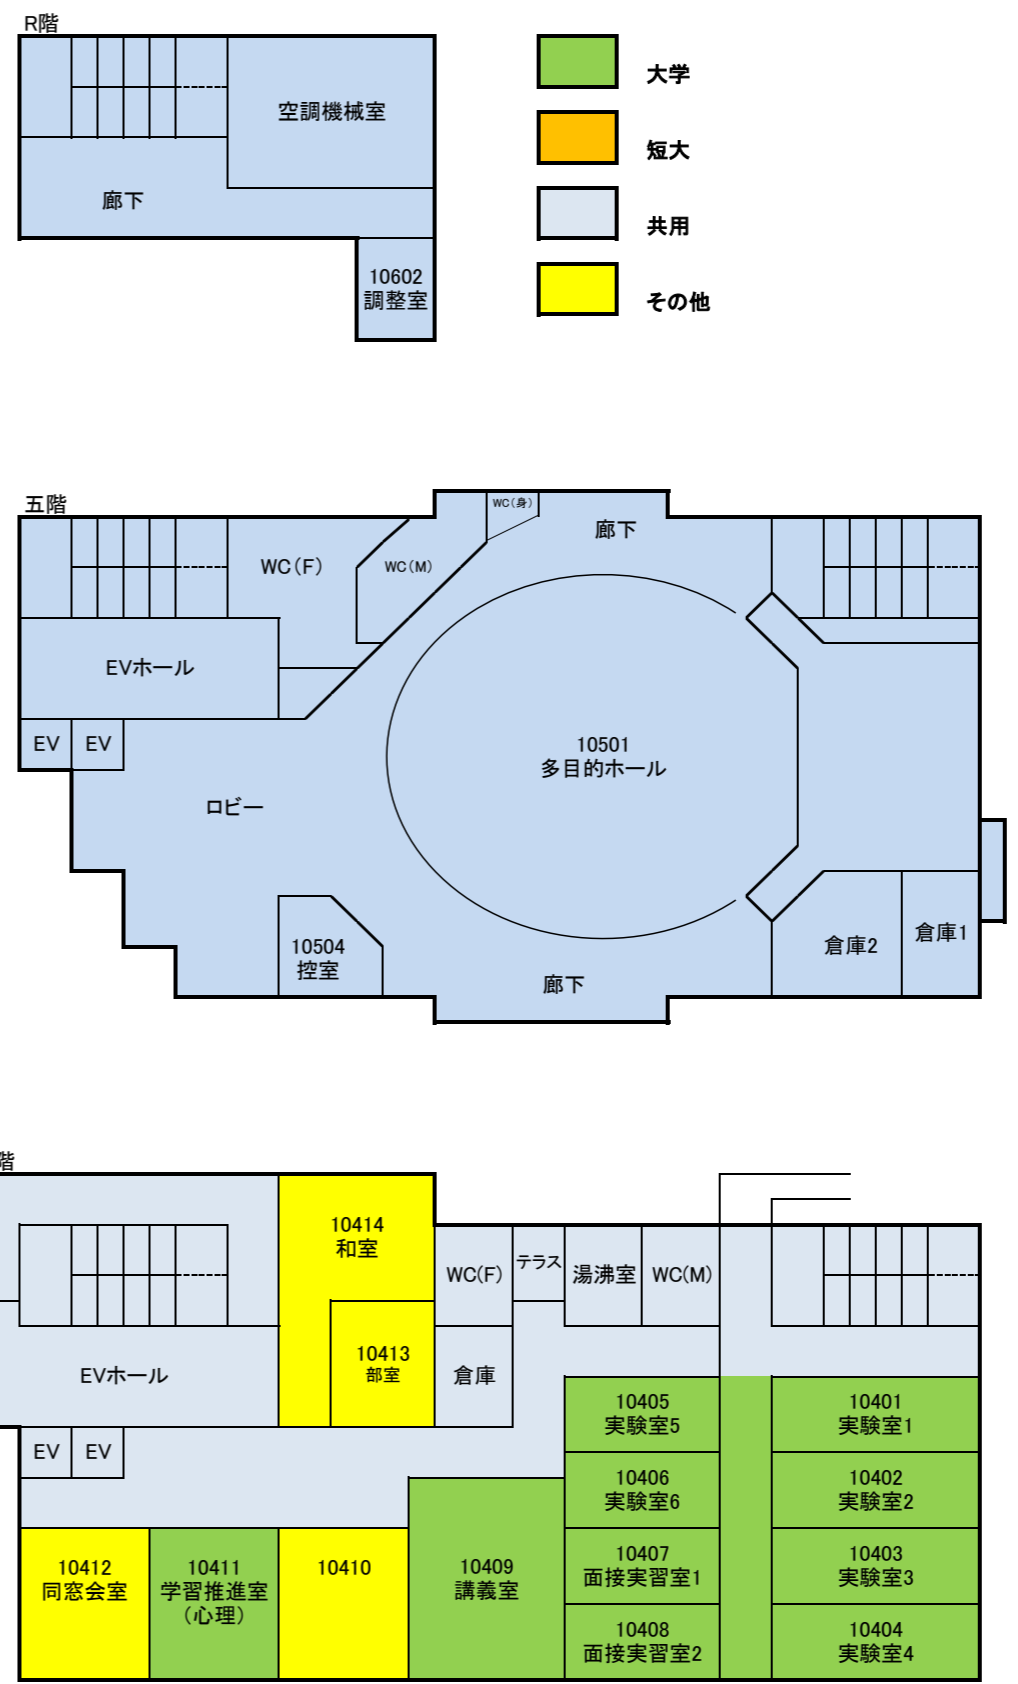 R階
空調機械室
廊下
10602
調整室
大学
短大
共用
その他
五階
WC(F)
WC(M)
WC(身)
廊下
EVホール
EV
EV
ロビー
10501
多目的ホール
10504
控室
廊下
倉庫2
倉庫1
階
10414
和室
WC(F)
テラス
湯沸室
WC(M)
10413
部室
倉庫
EVホール
EV
EV
10405
実験室5
10401
実験室1
10406
実験室6
10402
実験室2
10412
同窓会室
10411
学習推進室
(心理)
10410
10409
講義室
10407
面接実習室1
10403
実験室3
10408
面接実習室2
10404
実験室4